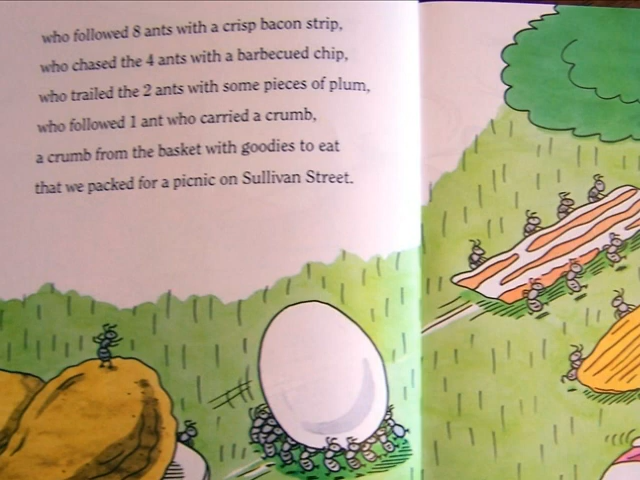 who followed 8 ants with a crisp bacon strip,
who chased the 4 ants with a barbecued chip,
who trailed the 2 ants with some pieces of plum,
who followed 1 ant who carried a crumb,
a crumb from the basket with goodies to eat
that we packed for a picnic on Sullivan Street.